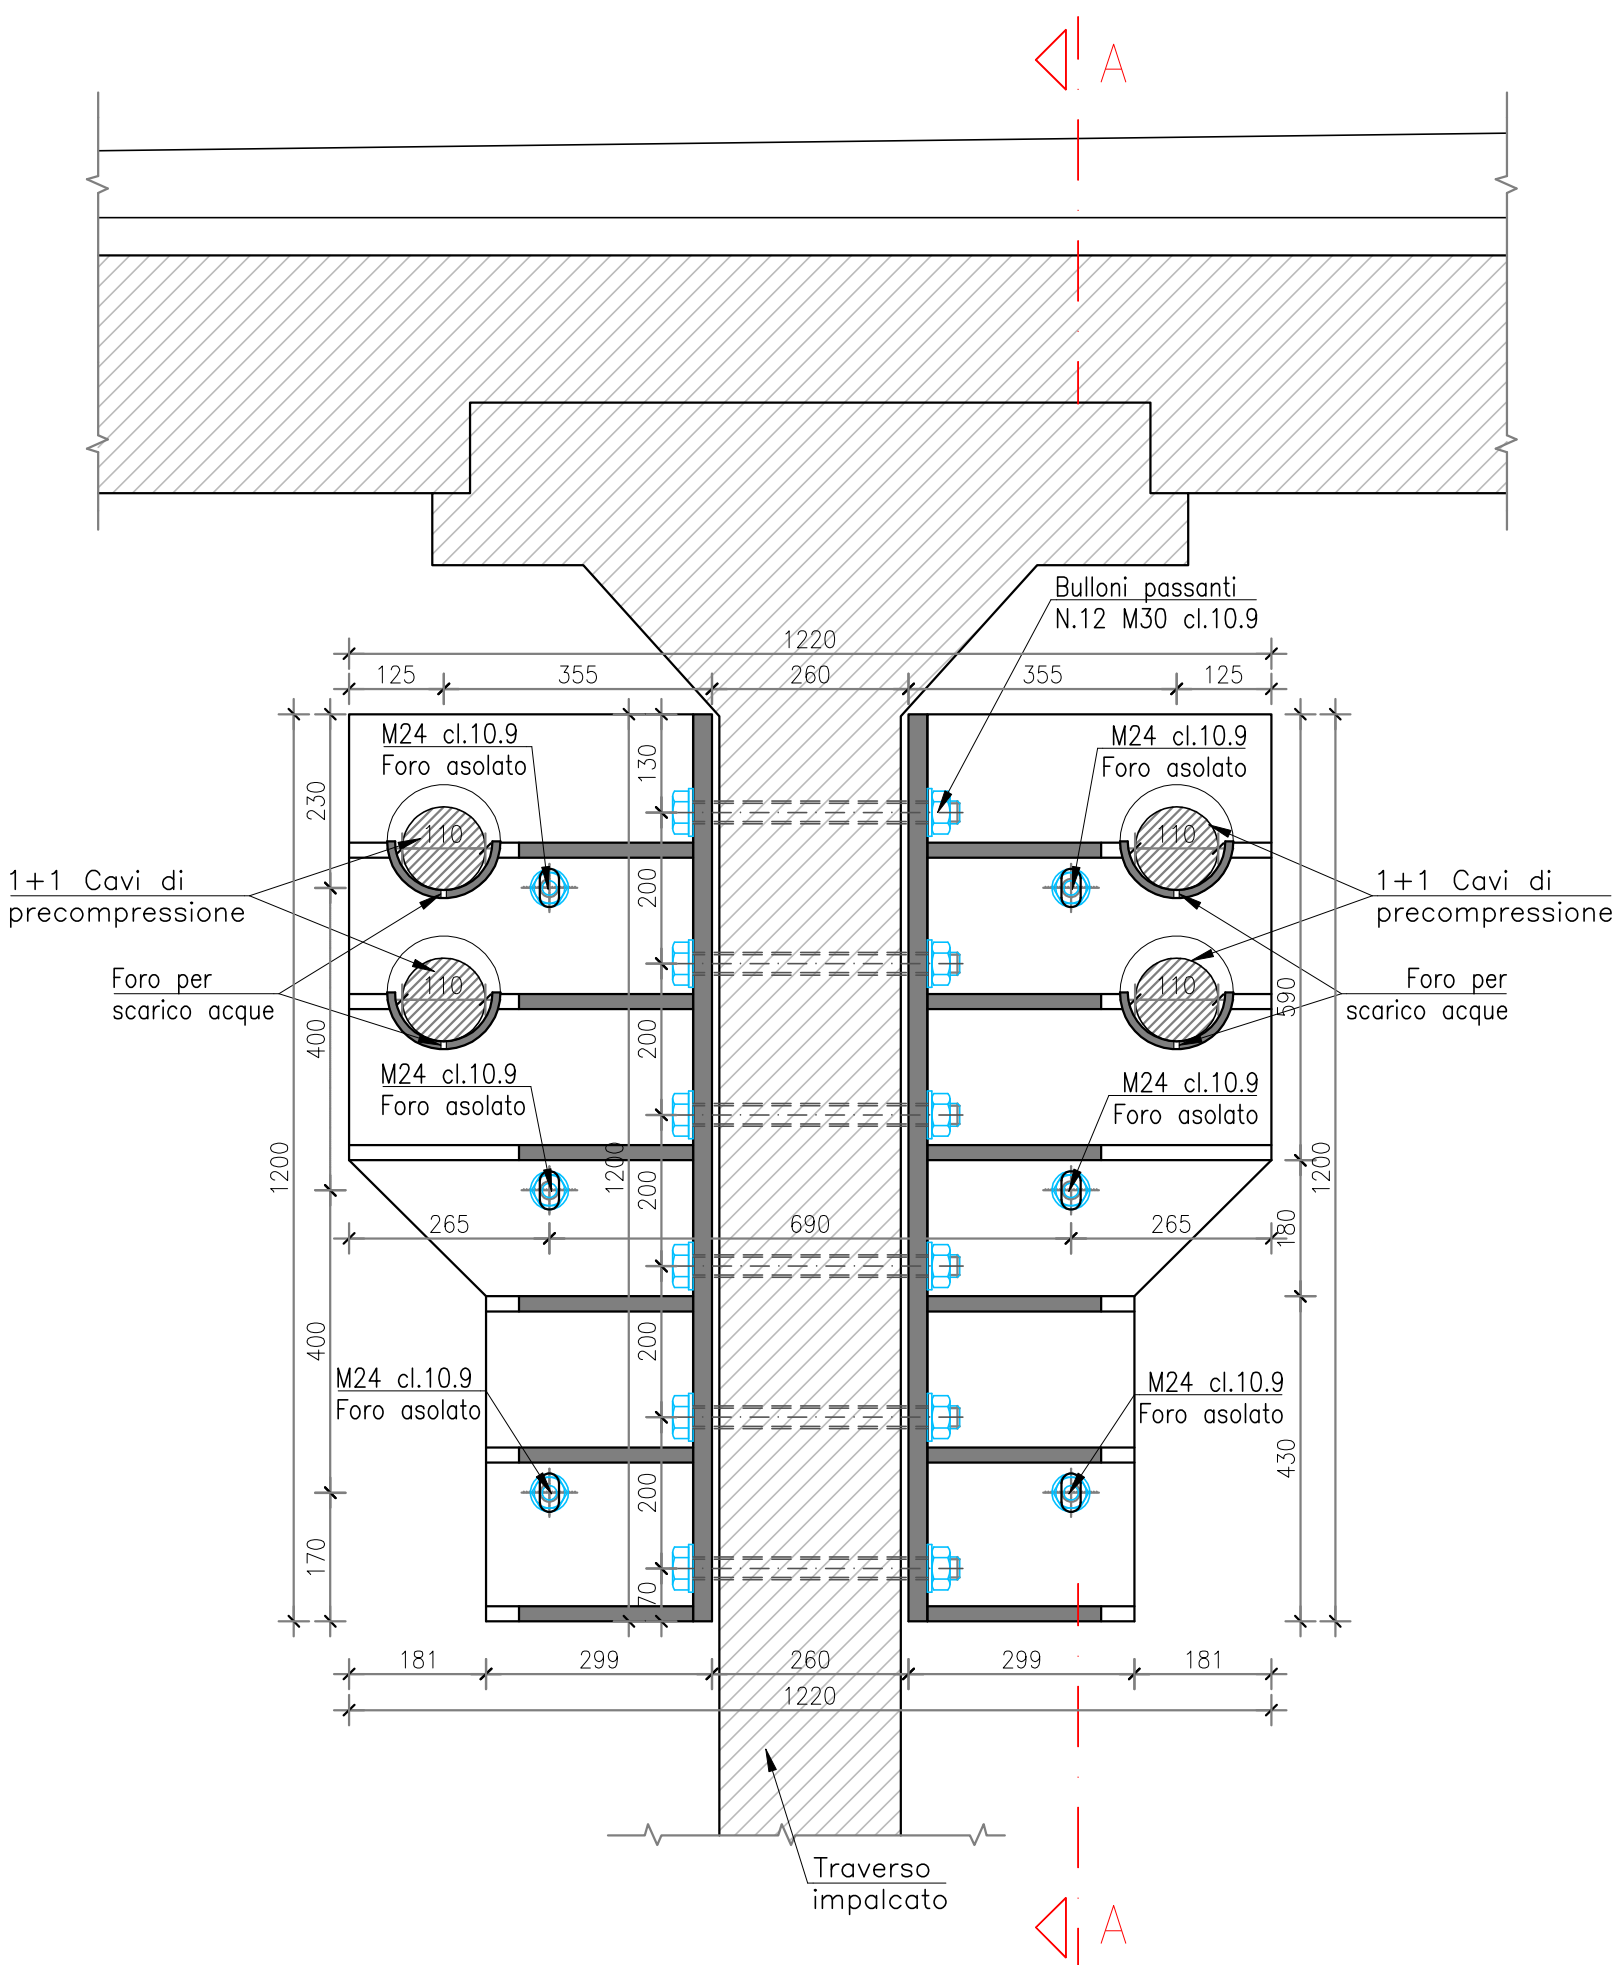 A
Bulloni passanti
N.12 M30 cl.10.9
1220
125
355
260
355
125
M24 cl.10.9
Foro asolato
M24 cl.10.9
Foro asolato
130
230
110
110
1+1 Cavi di
precompressione
1+1 Cavi di
precompressione
200
Foro per
scarico acque
Foro per
scarico acque
110
110
590
400
200
M24 cl.10.9
Foro asolato
M24 cl.10.9
Foro asolato
1200
1200
200
1200
265
690
265
180
400
200
M24 cl.10.9
Foro asolato
M24 cl.10.9
Foro asolato
430
200
170
70
181
299
260
299
181
1220
Traverso
impalcato
A